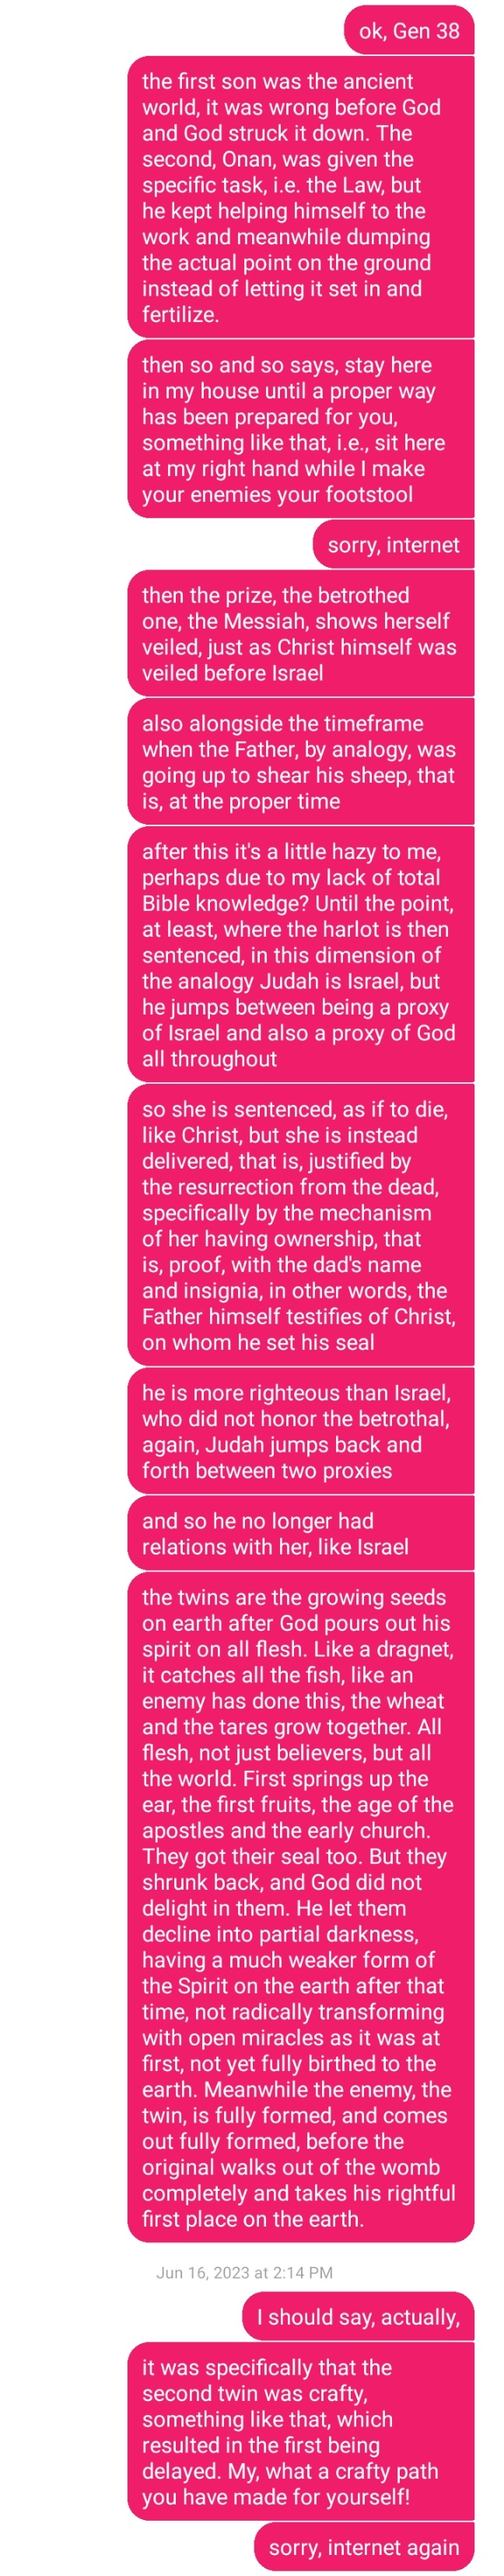 ok, Gen 38
the first son was the ancient
world, it was wrong before God
and God struck it down. The
second, Onan, was given the
specific task, i.e. the Law, but
he kept helping himself to the
work and meanwhile dumping
the actual point on the ground
instead of letting it set in and
fertilize.
then so and so says, stay here
in my house until a proper way
has been prepared for you,
something like that, i.e., sit here
at my right hand while I make
your enemies your footstool
sorry, internet
then the prize, the betrothed
one, the Messiah, shows herself
veiled, just as Christ himself was
veiled before Israel
also alongside the timeframe
when the Father, by analogy, was
going up to shear his sheep, that
is, at the proper time
after this it's a little hazy to me,
perhaps due to my lack of total
Bible knowledge? Until the point,
at least, where the harlot is then
sentenced, in this dimension of
the analogy Judah is Israel, but
he jumps between being a proxy
of Israel and also a proxy of God
all throughout
so she is sentenced, as if to die,
like Christ, but she is instead
delivered, that is, justified by
the resurrection from the dead,
specifically by the mechanism
of her having ownership, that
is, proof, with the dad's name
and insignia, in other words, the
Father himself testifies of Christ,
on whom he set his seal
he is more righteous than Israel,
who did not honor the betrothal,
again, Judah jumps back and
forth between two proxies
and so he no longer had
relations with her, like Israel
the twins are the growing seeds
on earth after God pours out his
spirit on all flesh. Like a dragnet,
it catches all the fish, like an
enemy has done this, the wheat
and the tares grow together. All
flesh, not just believers, but all
the world. First springs up the
ear, the first fruits, the age of the
apostles and the early church.
They got their seal too. But they
shrunk back, and God did not
delight in them. He let them
decline into partial darkness,
having a much weaker form of
the Spirit on the earth after that
time, not radically transforming
with open miracles as it was at
first, not yet fully birthed to the
earth. Meanwhile the enemy, the
twin, is fully formed, and comes
out fully formed, before the
original walks out of the womb
completely and takes his rightful
first place on the earth.
Jun 16, 2023 at 2:14 PM
I should say, actually,
it was specifically that the
second twin was crafty,
something like that, which
resulted in the first being
delayed. My, what a crafty path
you have made for yourself!
sorry, internet again